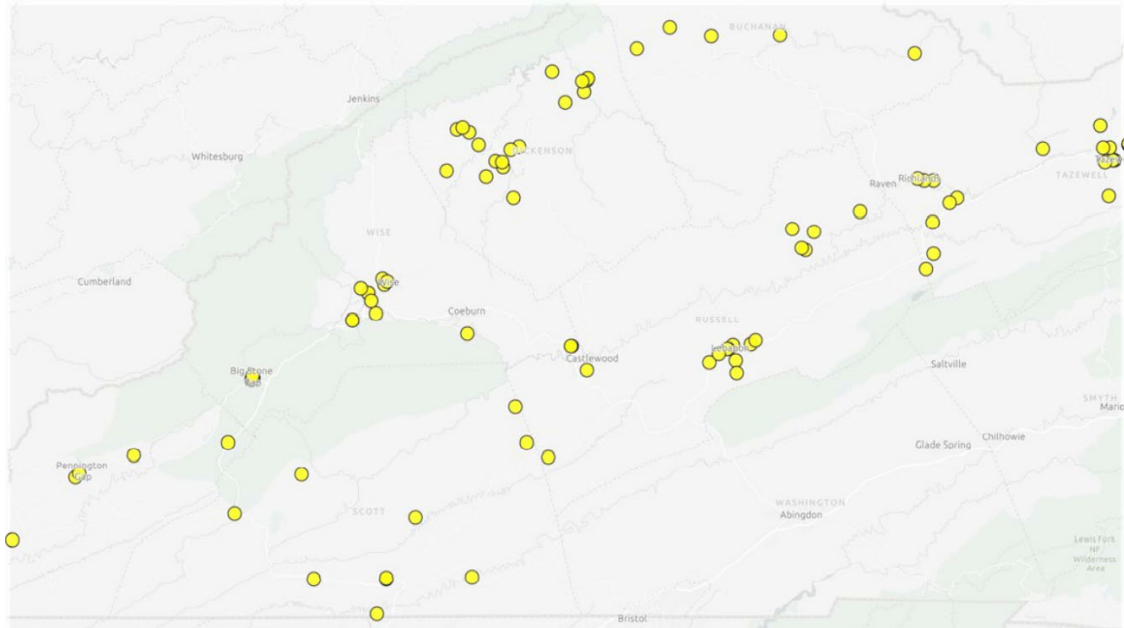 BUCHANAN
Jenkins
Whitesburg
DICKENSON
Richlands
Raven
TAZEWELL
WISE
Cumberland
Wise
Coeburn
RUSSELL
Lebanon
Castlewood
Saltville
Big Stone
Gap
SMYTH
Mario
Chilhowie
Glade Spring
Pennington
Gap
WASHINGTON
SCOTT
Abingdon
Lewis Fork
NF
Wilderness
Area
Bristol